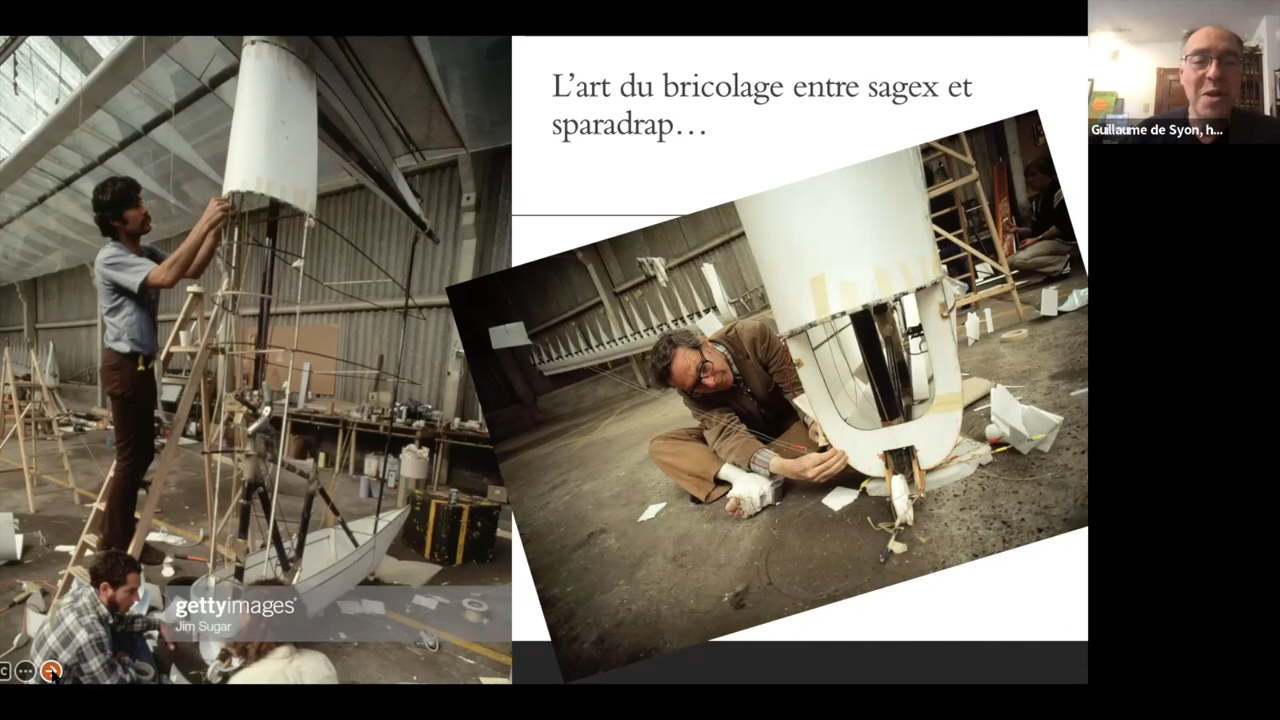 L’art du bricolage entre sagex et
sparadrap…
Guillaume de Syon, h...
gettyimages®
Jim Sugar
C